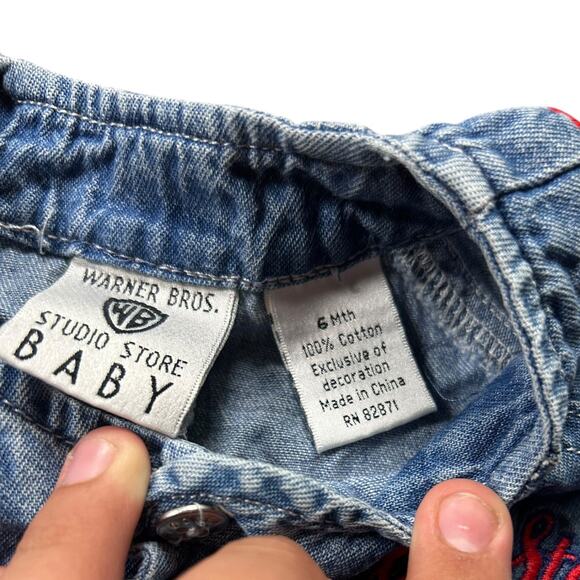 WARNER BROS.
WB
STUDIO STORE
BABY
6 Mth
100% Cotton
Exclusive of
decoration
Made in China
RN 82871